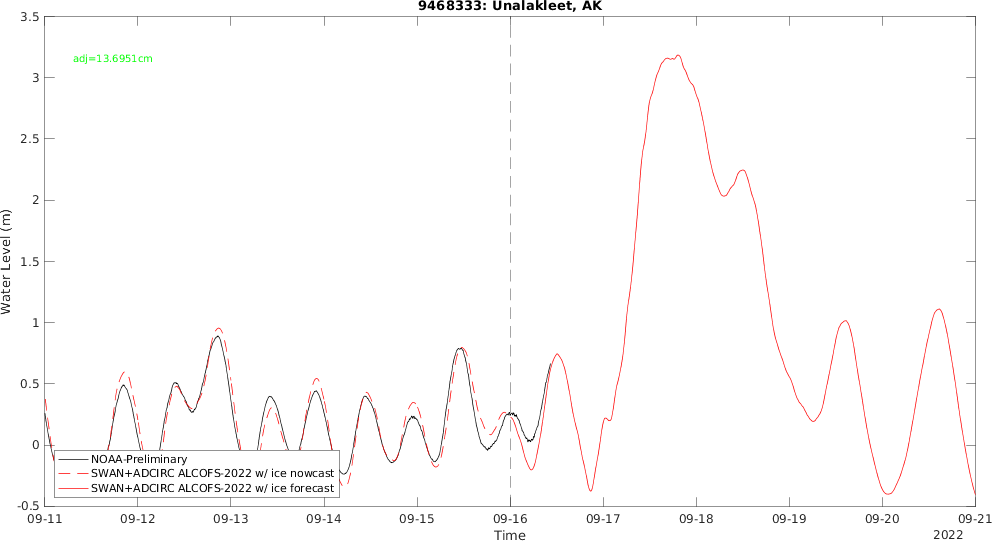 9468333: Unalakleet, AK
3.5
adj=13.6951cm
3
2.5
2
1.5
1
0.5
0
-0.5
Water Level (m)
NOAA-Preliminary
SWAN+ADCIRC ALCOFS-2022 w/ ice nowcast
SWAN+ADCIRC ALCOFS-2022 w/ ice forecast
09-11 09-12 09-13 09-14 09-15 09-16 09-17 09-18 09-19 09-20 09-21
Time
2022